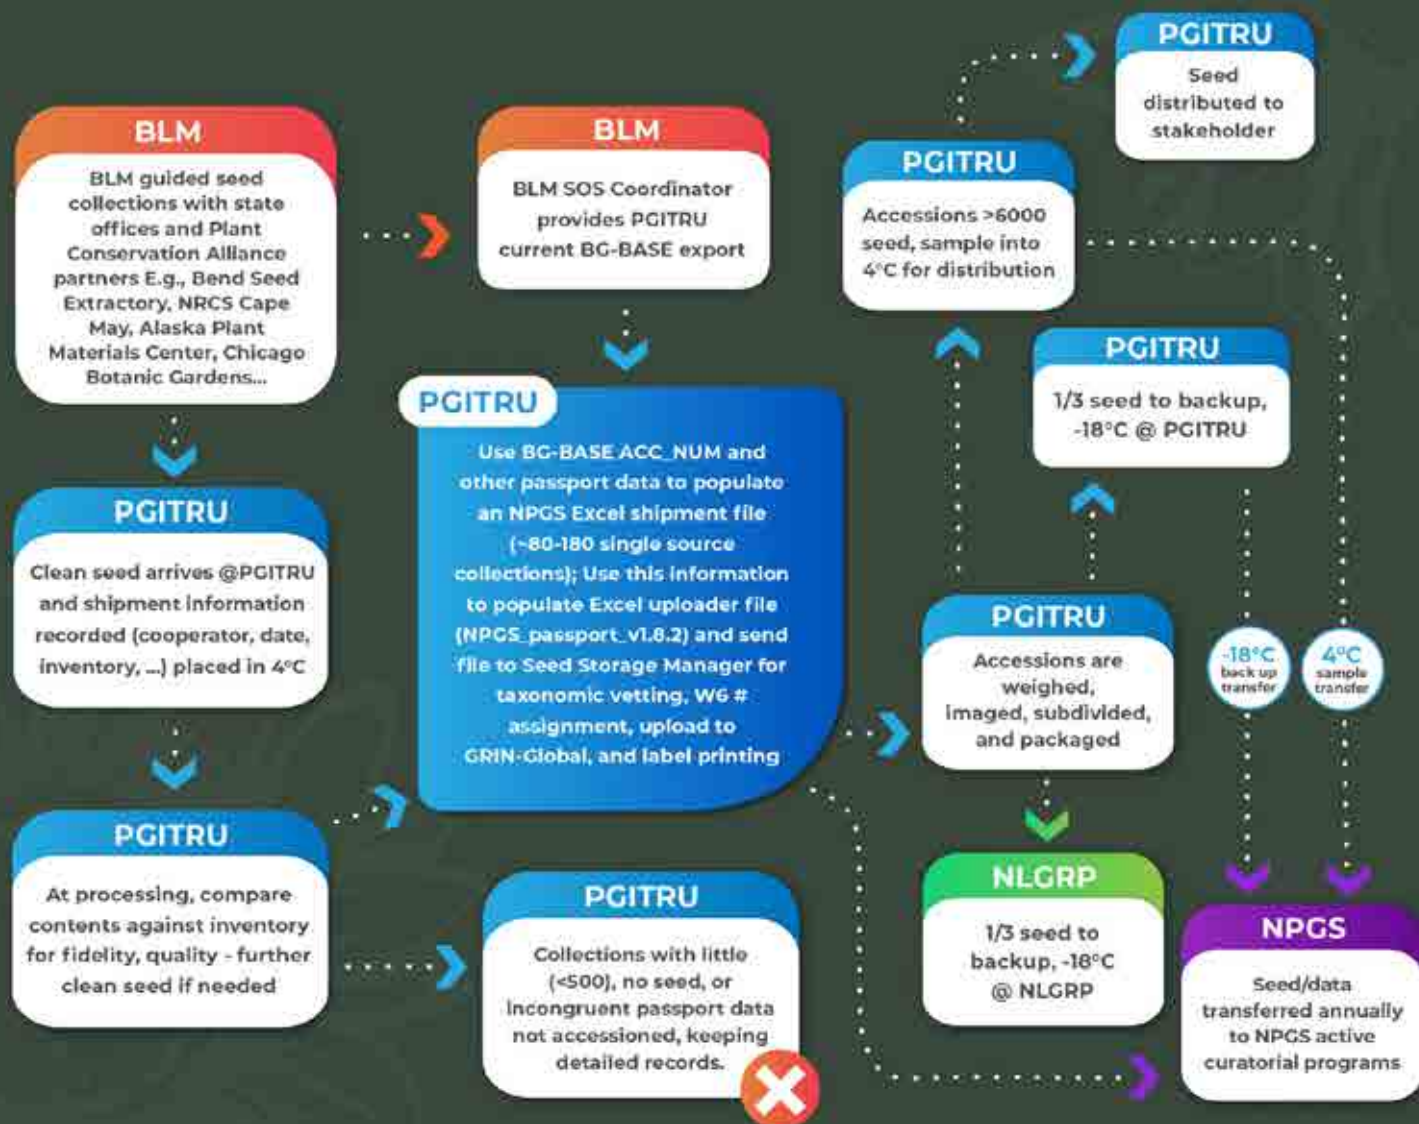 BLM
BLM guided seed
collections with state
offices and Plant
Conservation Alliance
partners E.g., Bend Seed
Extractory, NRCS Cape
May, Alaska Plant
Materials Center, Chicago
Botanic Gardens...
BLM
BLM SOS Coordinator
provides PGITRU
current BG-BASE export
PGITRU
Clean seed arrives @PGITRU
and shipment information
recorded (cooperator, date,
inventory, ...) placed in 4°C
PGITRU
At processing, compare
contents against inventory
for fidelity, quality - further
clean seed if needed
PGITRU
Use BG-BASE ACC_NUM and
other passport data to populate
an NPGS Excel shipment file
(~80-180 single source
collections); Use this information
to populate Excel uploader file
(NPGS_passport_v1.8.2) and send
file to Seed Storage Manager for
taxonomic vetting, W6 #
assignment, upload to
GRIN-Global, and label printing
PGITRU
Collections with little
(<500), no seed, or
incongruent passport data
not accessioned, keeping
detailed records.
PGITRU
Accessions are
weighed,
imaged, subdivided,
and packaged
PGITRU
Accessions >6000
seed, sample into
4°C for distribution
PGITRU
Seed
distributed to
stakeholder
PGITRU
1/3 seed to backup,
-18°C @ PGITRU
-18°C
back up
transfer
4°C
sample
transfer
NLGRP
1/3 seed to
backup, -18°C
@ NLGRP
NPGS
Seed/data
transferred annually
to NPGS active
curatorial programs